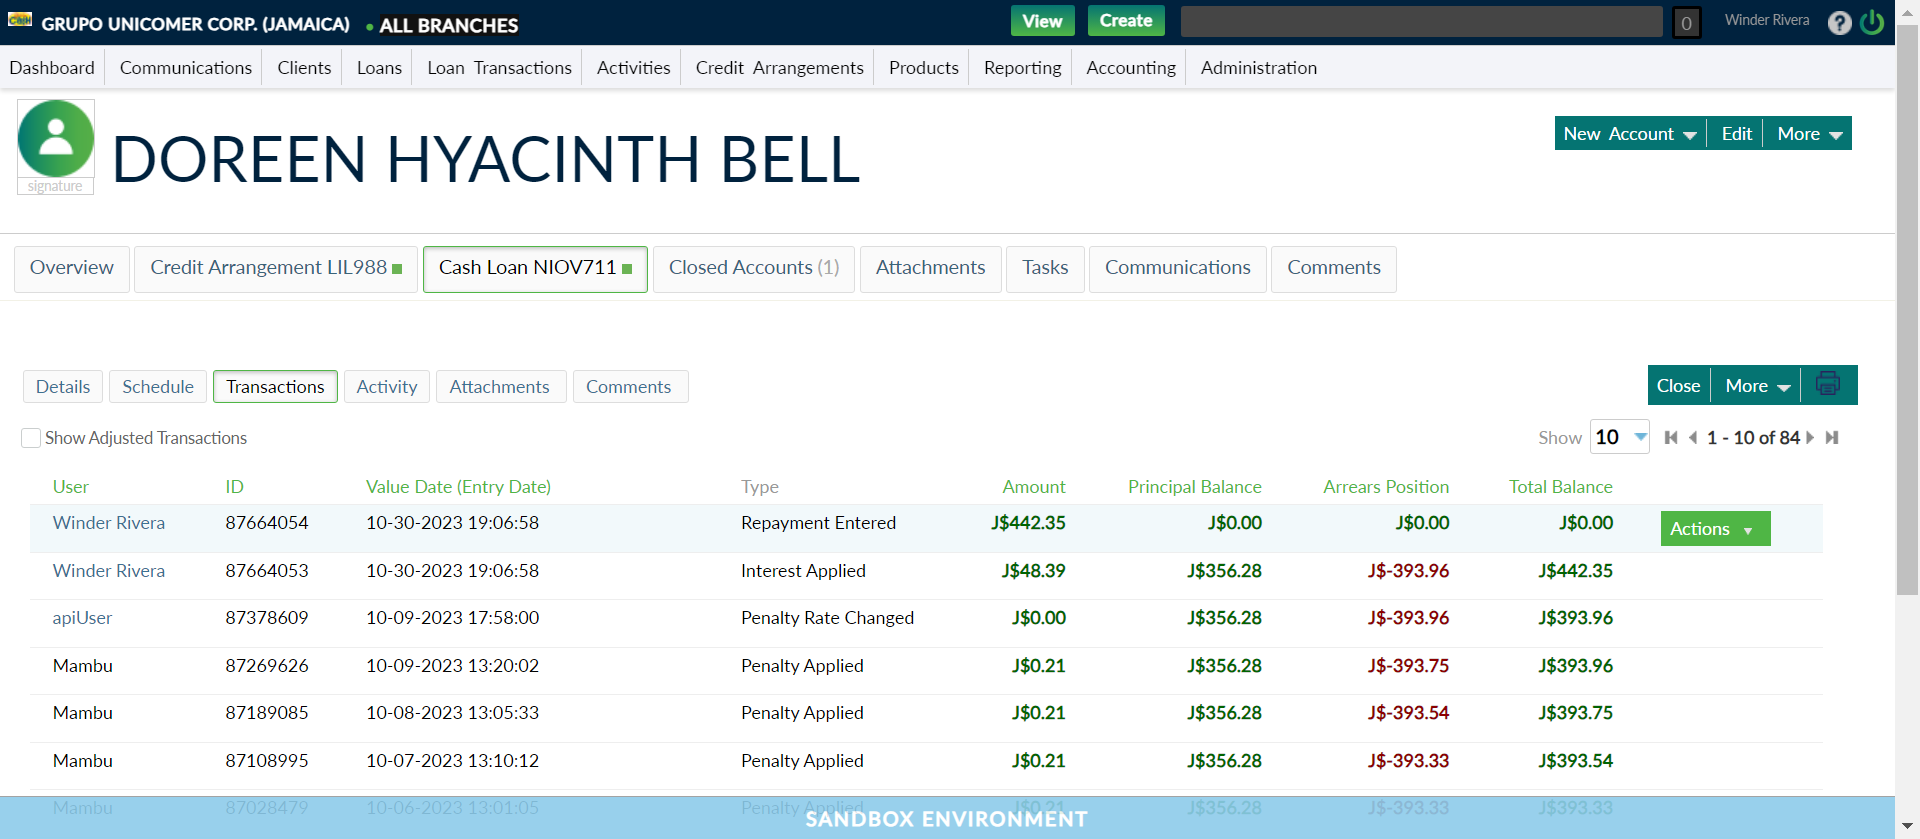 GRUPO UNICOMER CORP. (JAMAICA) • ALL BRANCHES View Create 0 Winder Rivera ?
Dashboard Communications Clients Loans Loan Transactions Activities Credit Arrangements Products Reporting Accounting Administration
DOREEN HYACINTH BELL
signature
New Account Edit More
Overview Credit Arrangement LIL988 Cash Loan NIOV711 Closed Accounts (1) Attachments Tasks Communications Comments
Details Schedule Transactions Activity Attachments Comments Close More
Show Adjusted Transactions Show 10 1 - 10 of 84
User ID Value Date (Entry Date) Type Amount Principal Balance Arrears Position Total Balance
Winder Rivera 87664054 10-30-2023 19:06:58 Repayment Entered J$442.35 J$0.00 J$0.00 J$0.00 Actions
Winder Rivera 87664053 10-30-2023 19:06:58 Interest Applied J$48.39 J$356.28 J$-393.96 J$442.35
apiUser 87378609 10-09-2023 17:58:00 Penalty Rate Changed J$0.00 J$356.28 J$-393.96 J$393.96
Mambu 87269626 10-09-2023 13:20:02 Penalty Applied J$0.21 J$356.28 J$-393.75 J$393.96
Mambu 87189085 10-08-2023 13:05:33 Penalty Applied J$0.21 J$356.28 J$-393.54 J$393.75
Mambu 87108995 10-07-2023 13:10:12 Penalty Applied J$0.21 J$356.28 J$-393.33 J$393.54
Mambu 87028479 10-06-2023 13:01:05 Penalty Applied J$0.21 J$356.28 J$-393.33 J$393.33
SANDBOX ENVIRONMENT